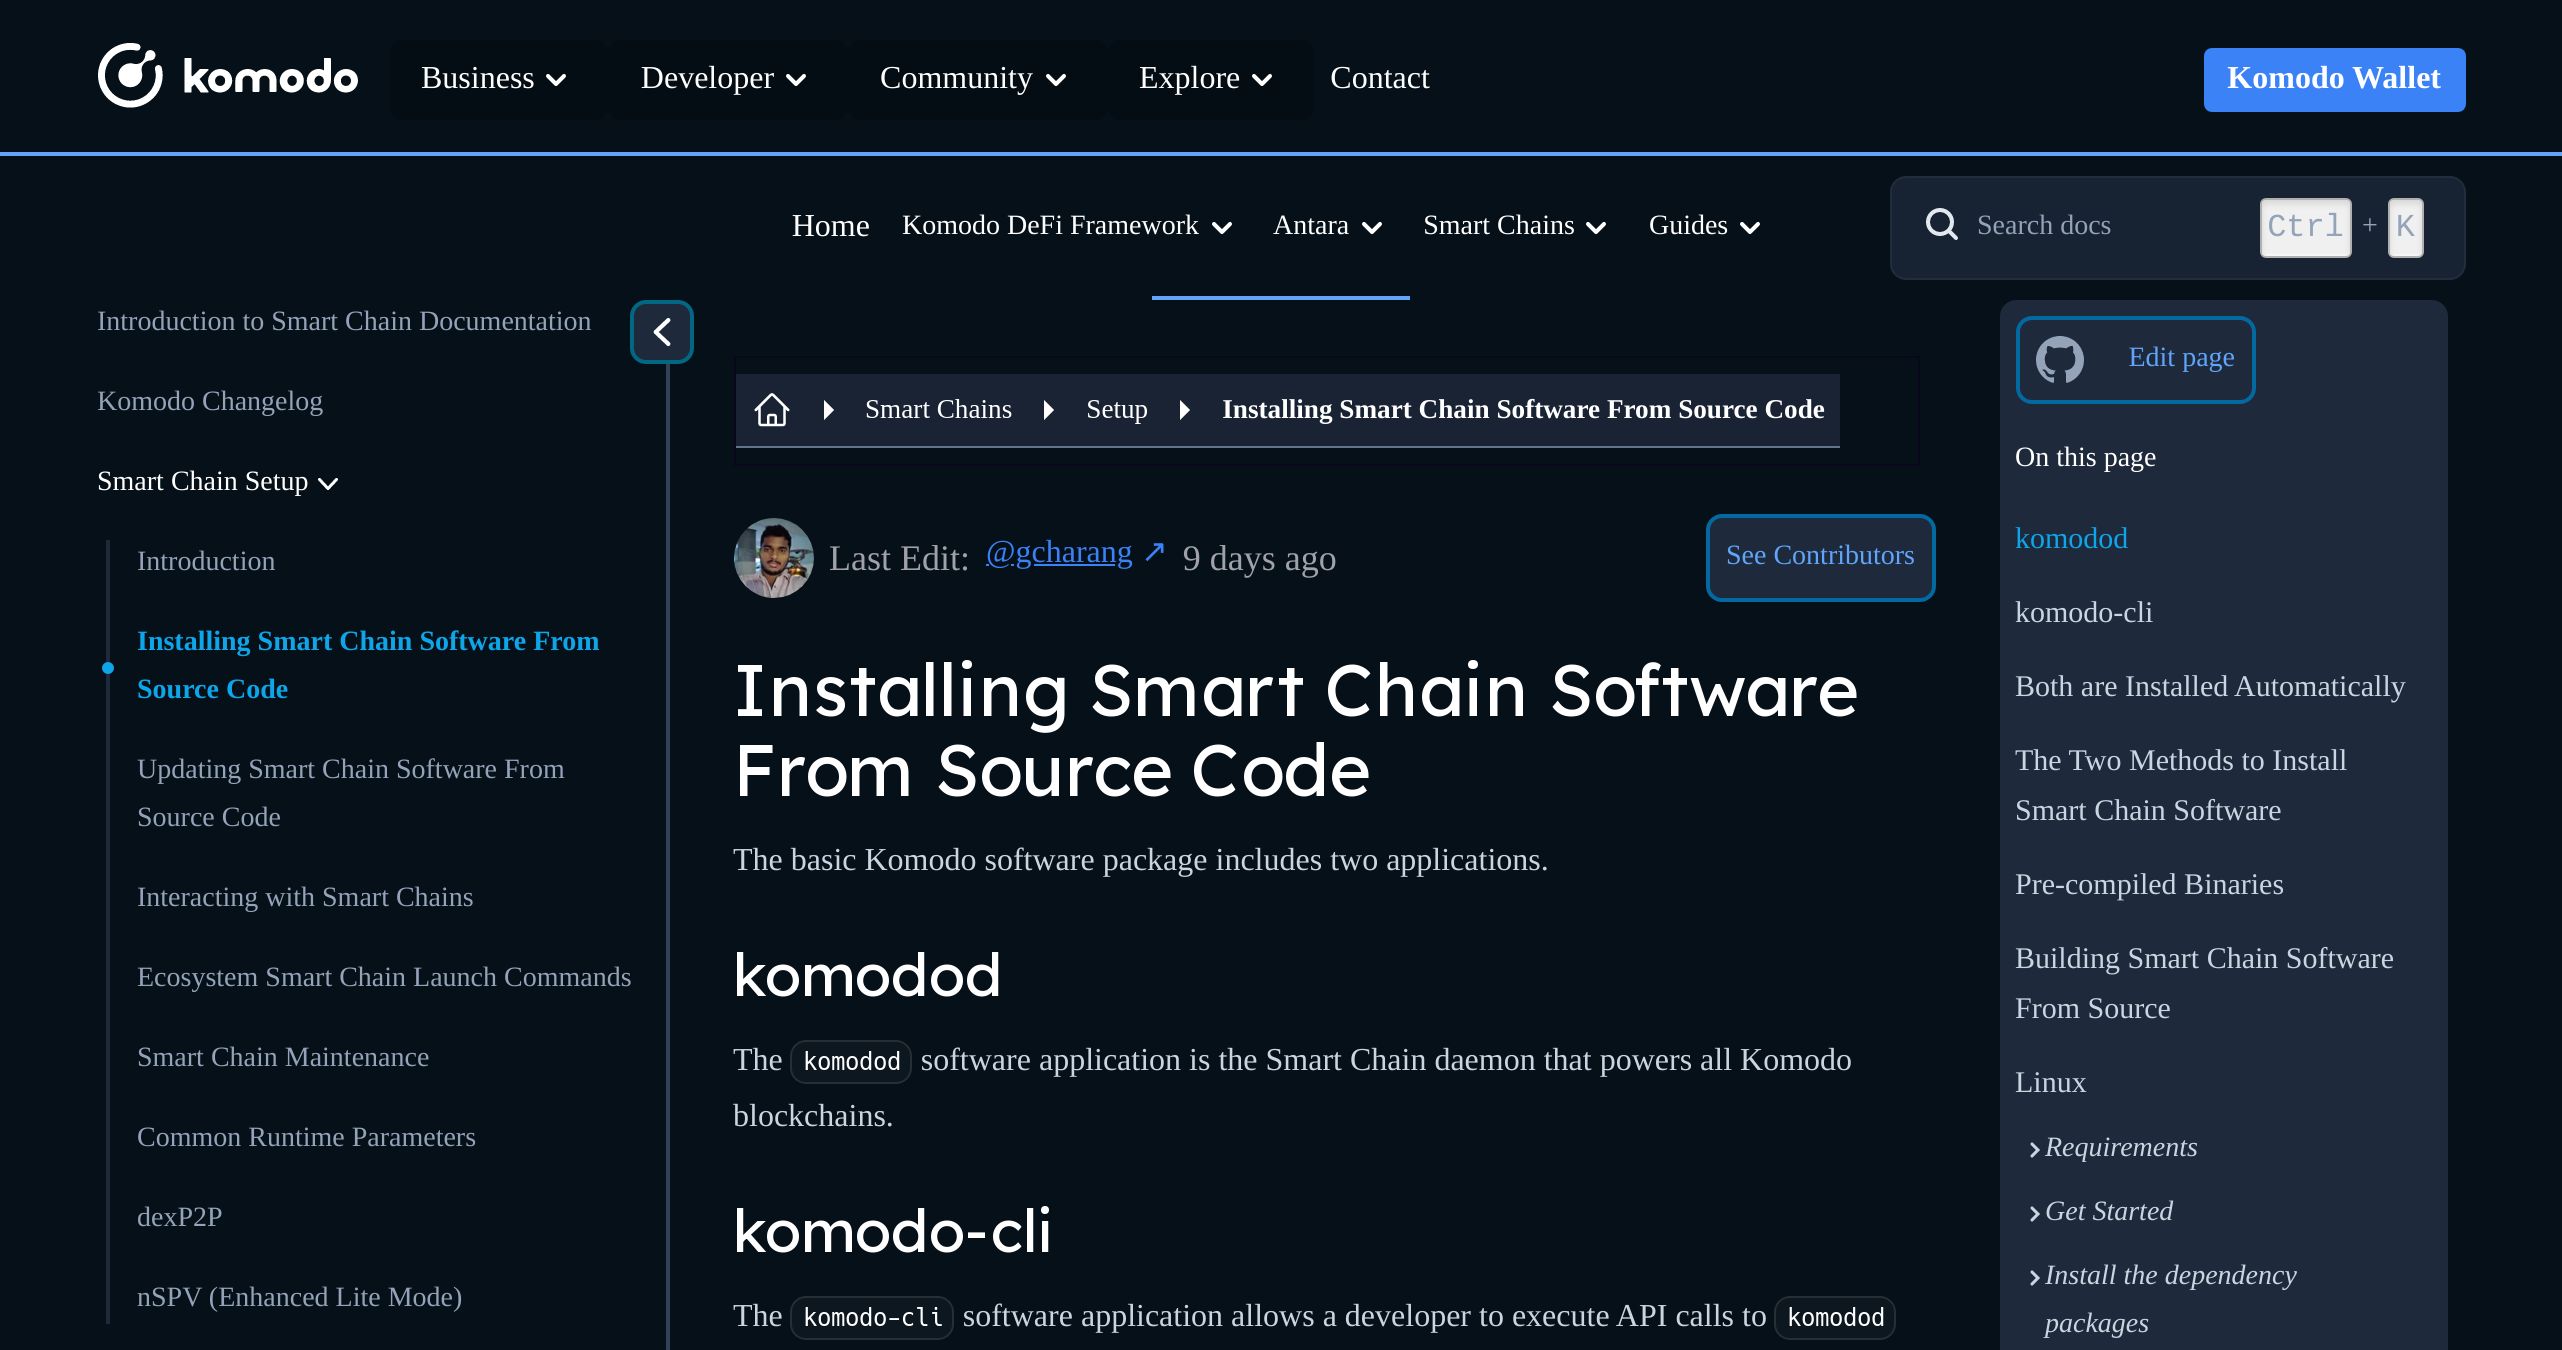 komodo
Business
Developer
Community
Explore
Contact
Komodo Wallet
Home
Komodo DeFi Framework
Antara
Smart Chains
Guides
Search docs
Ctrl + K
Introduction to Smart Chain Documentation
Komodo Changelog
Smart Chain Setup
Introduction
Installing Smart Chain Software From
Source Code
Updating Smart Chain Software From
Source Code
Interacting with Smart Chains
Ecosystem Smart Chain Launch Commands
Smart Chain Maintenance
Common Runtime Parameters
dexP2P
nSPV (Enhanced Lite Mode)
Smart Chains
Setup
Installing Smart Chain Software From Source Code
Last Edit: @gcharang ↗ 9 days ago
See Contributors
Installing Smart Chain Software
From Source Code
The basic Komodo software package includes two applications.
komodod
The komodod software application is the Smart Chain daemon that powers all Komodo
blockchains.
komodo-cli
The komodo-cli software application allows a developer to execute API calls to komodod
Edit page
On this page
komodod
komodo-cli
Both are Installed Automatically
The Two Methods to Install
Smart Chain Software
Pre-compiled Binaries
Building Smart Chain Software
From Source
Linux
Requirements
Get Started
Install the dependency
packages